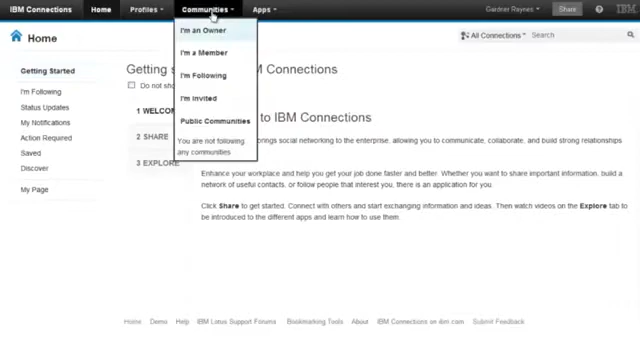 IBM Connections Home Profiles Communities Apps Gardner Raynes Share ? IBM
Home
All Connections Search
I'm an Owner
I'm a Member
I'm Following
I'm Invited
Public Communities
You are not following
any communities
Getting Started
I'm Following
Status Updates
My Notifications
Action Required
Saved
Discover
My Page
Getting s M Connections
Do not sho
1 WELCOM
2 SHARE
3 EXPLORE
to IBM Connections
brings social networking to the enterprise, allowing you to communicate, collaborate, and build strong relationships
Enhance your workplace and help you get your job done faster and better. Whether you want to share important information, build a
network of useful contacts, or follow people that interest you, there is an application for you.
Click Share to get started. Connect with others and start exchanging information and ideas. Then watch videos on the Explore tab to
be introduced to the different apps and learn how to use them.
Home Demo Help IBM Lotus Support Forums Bookmarking Tools About IBM Connections on ibm.com Submit Feedback